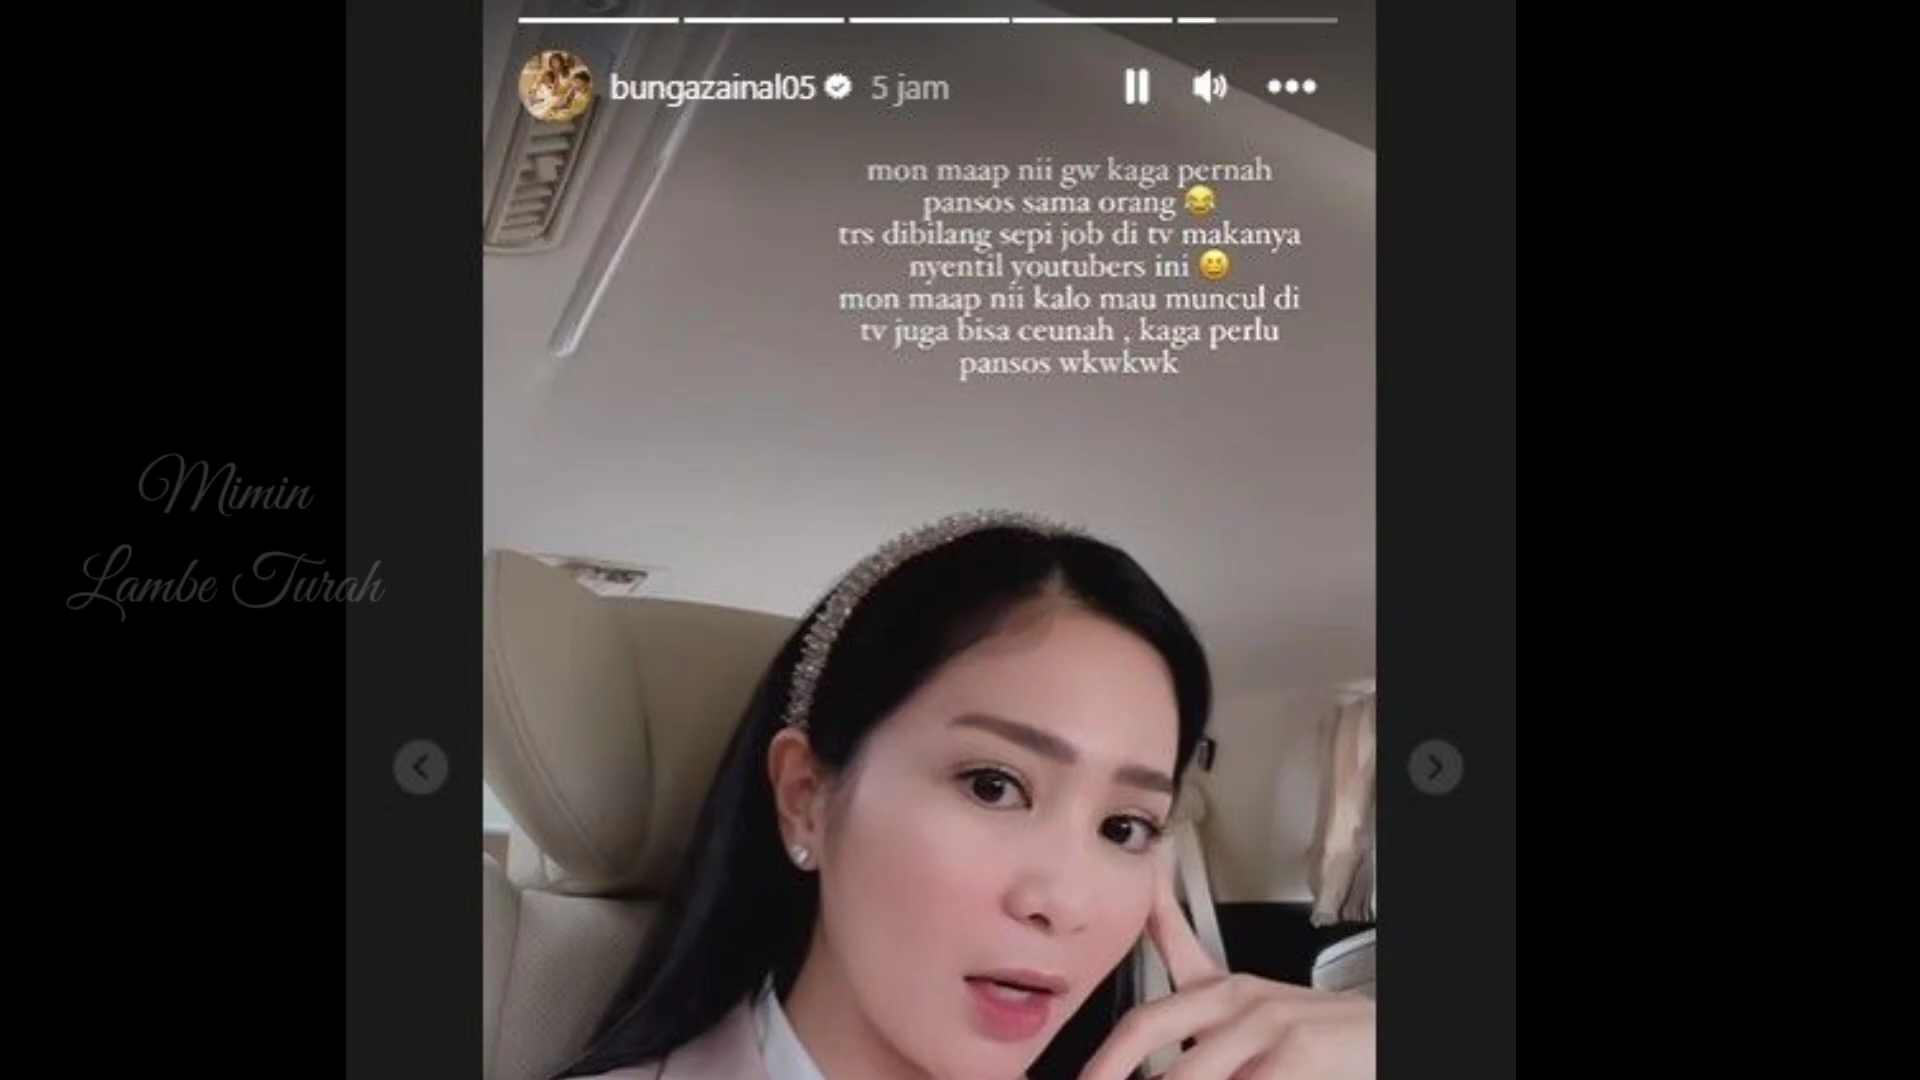 bungazainal05 5 jam
mon maap nii gw kaga pernah
pansos sama orang 😂
trs dibilang sepi job di tv makanya
nyentil youtubers ini 😀
mon maap nii kalo mau muncul di
tv juga bisa ceunah , kaga perlu
pansos wkwkwk
Mimin
Lambe Turah